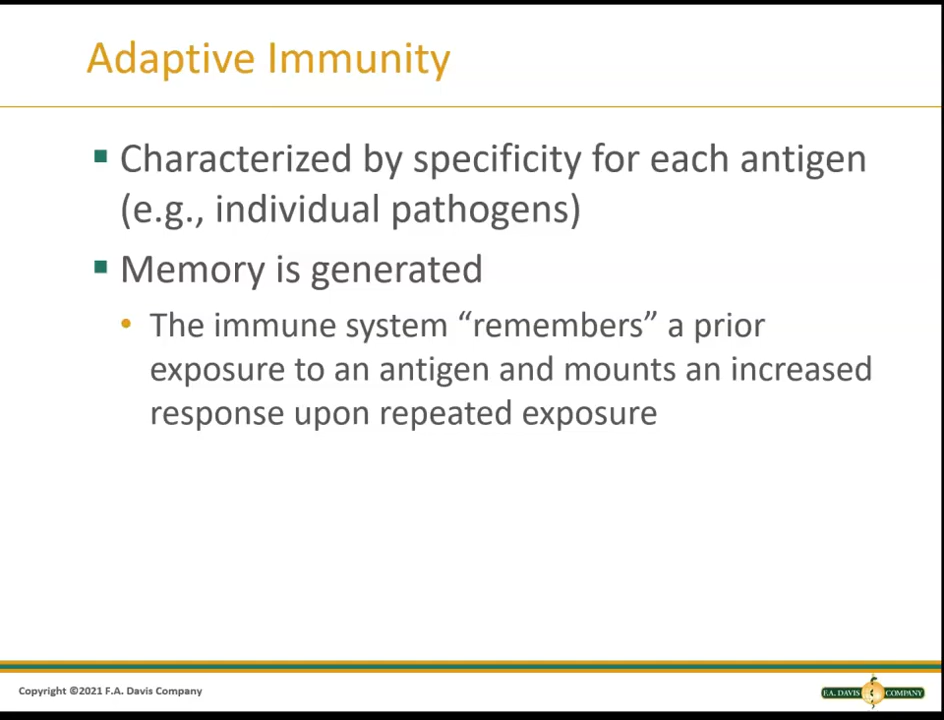 Adaptive Immunity
▪ Characterized by specificity for each antigen
(e.g., individual pathogens)
▪ Memory is generated
• The immune system “remembers” a prior
exposure to an antigen and mounts an increased
response upon repeated exposure
Copyright ©2021 F.A. Davis Company
F.A. DAVIS COMPANY